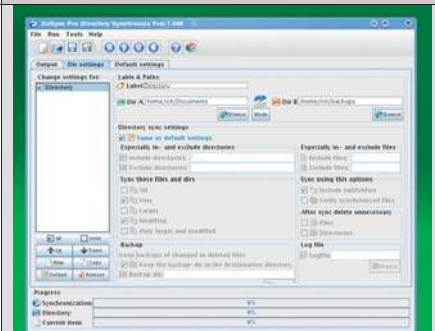 DirSync Pro (Directory Synchronize Pro)
File Run Tools Help
Output Dir settings Default settings
Change settings for: Lable & Paths
Directory Label Directory
Dir A /home/ich/Documents Dir B /home/ich/backups
Browse Mode Browse
Directory sync settings
Same as default settings.
Especially in- and exclude directories Especially in- and exclude files
Include directories: Include files:
Exclude directories: Exclude files:
Sync these files and dirs Sync using this options
All Include subfolders
New Verify synchronized files
Larger After sync delete unnecessary
Modified Files
Only larger and modified Directories
All None
Up Down
New Copy
Default Remove
Backup Log file
Keep backups of changed or deleted files Logfile
Keep the backup-dir in the destination directory
Backup dir: Browse
Progress
Synchronization: 0%
Directory: 0%
Current item: 0%